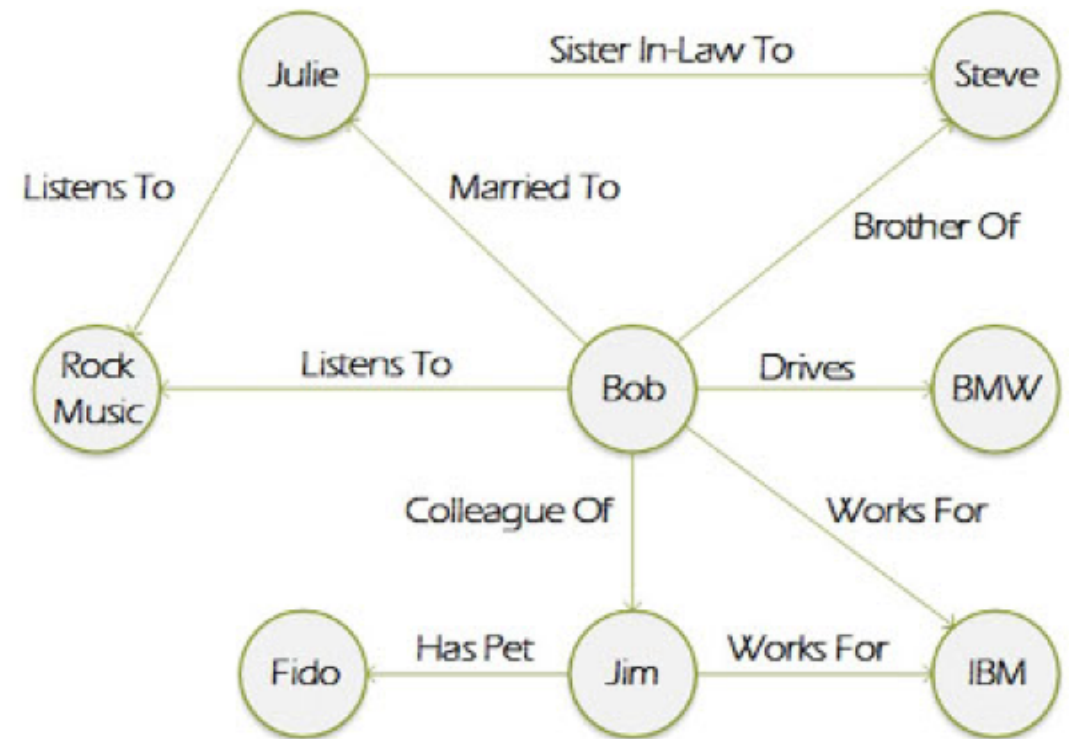 Julie
Sister In-Law To
Steve
Listens To
Married To
Brother Of
Rock
Music
Listens To
Bob
Drives
BMW
Colleague Of
Works For
Fido
Has Pet
Jim
Works For
IBM